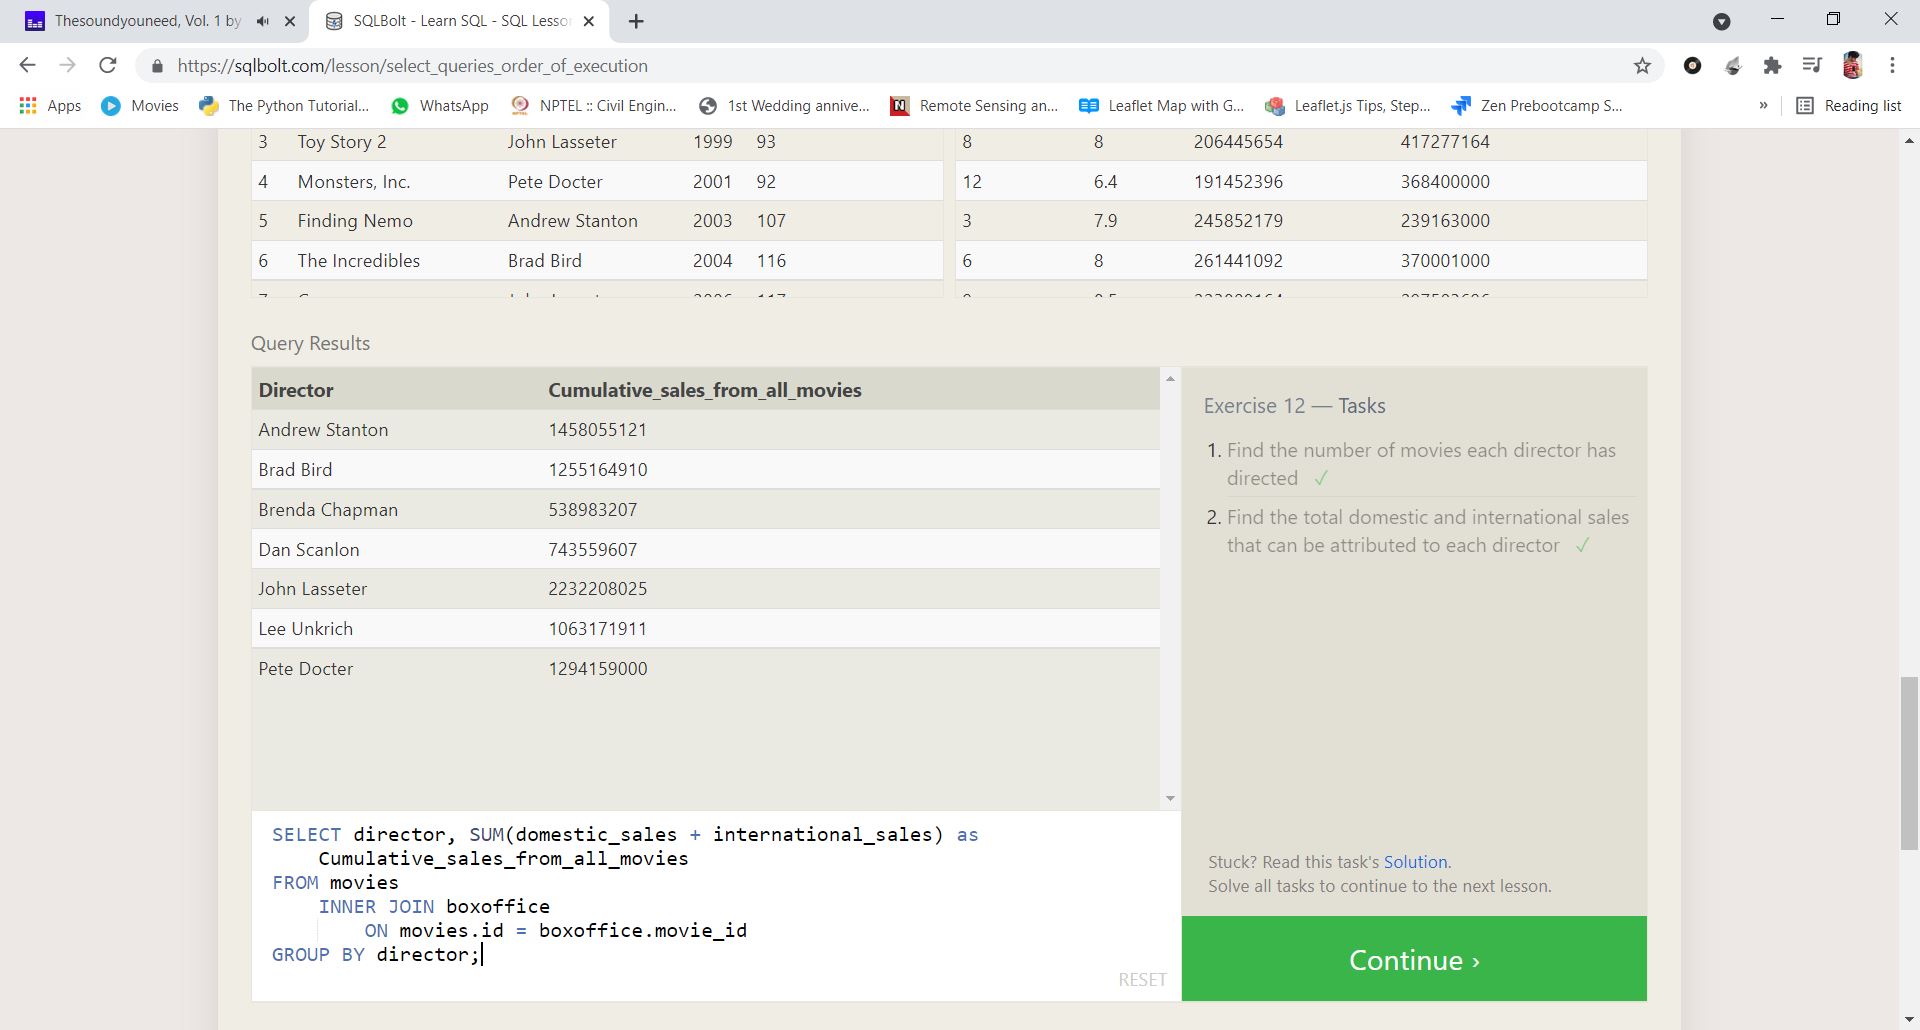 Thesoundyouneed, Vol. 1 by
SQLBolt - Learn SQL - SQL Lesso
https://sqlbolt.com/lesson/select_queries_order_of_execution
Apps Movies The Python Tutorial... WhatsApp NPTEL :: Civil Engin... 1st Wedding annive... Remote Sensing an... Leaflet Map with G... Leaflet.js Tips, Step... Zen Prebootcamp S... » Reading list
3 Toy Story 2 John Lasseter 1999 93 8 8 206445654 417277164
4 Monsters, Inc. Pete Docter 2001 92 12 6.4 191452396 368400000
5 Finding Nemo Andrew Stanton 2003 107 3 7.9 245852179 239163000
6 The Incredibles Brad Bird 2004 116 6 8 261441092 370001000
Query Results
Director Cumulative_sales_from_all_movies
Andrew Stanton 1458055121
Brad Bird 1255164910
Brenda Chapman 538983207
Dan Scanlon 743559607
John Lasseter 2232208025
Lee Unkrich 1063171911
Pete Docter 1294159000
SELECT director, SUM(domestic_sales + international_sales) as
Cumulative_sales_from_all_movies
FROM movies
INNER JOIN boxoffice
ON movies.id = boxoffice.movie_id
GROUP BY director;
RESET
Exercise 12 — Tasks
1. Find the number of movies each director has
directed ✓
2. Find the total domestic and international sales
that can be attributed to each director ✓
Stuck? Read this task's Solution.
Solve all tasks to continue to the next lesson.
Continue ›